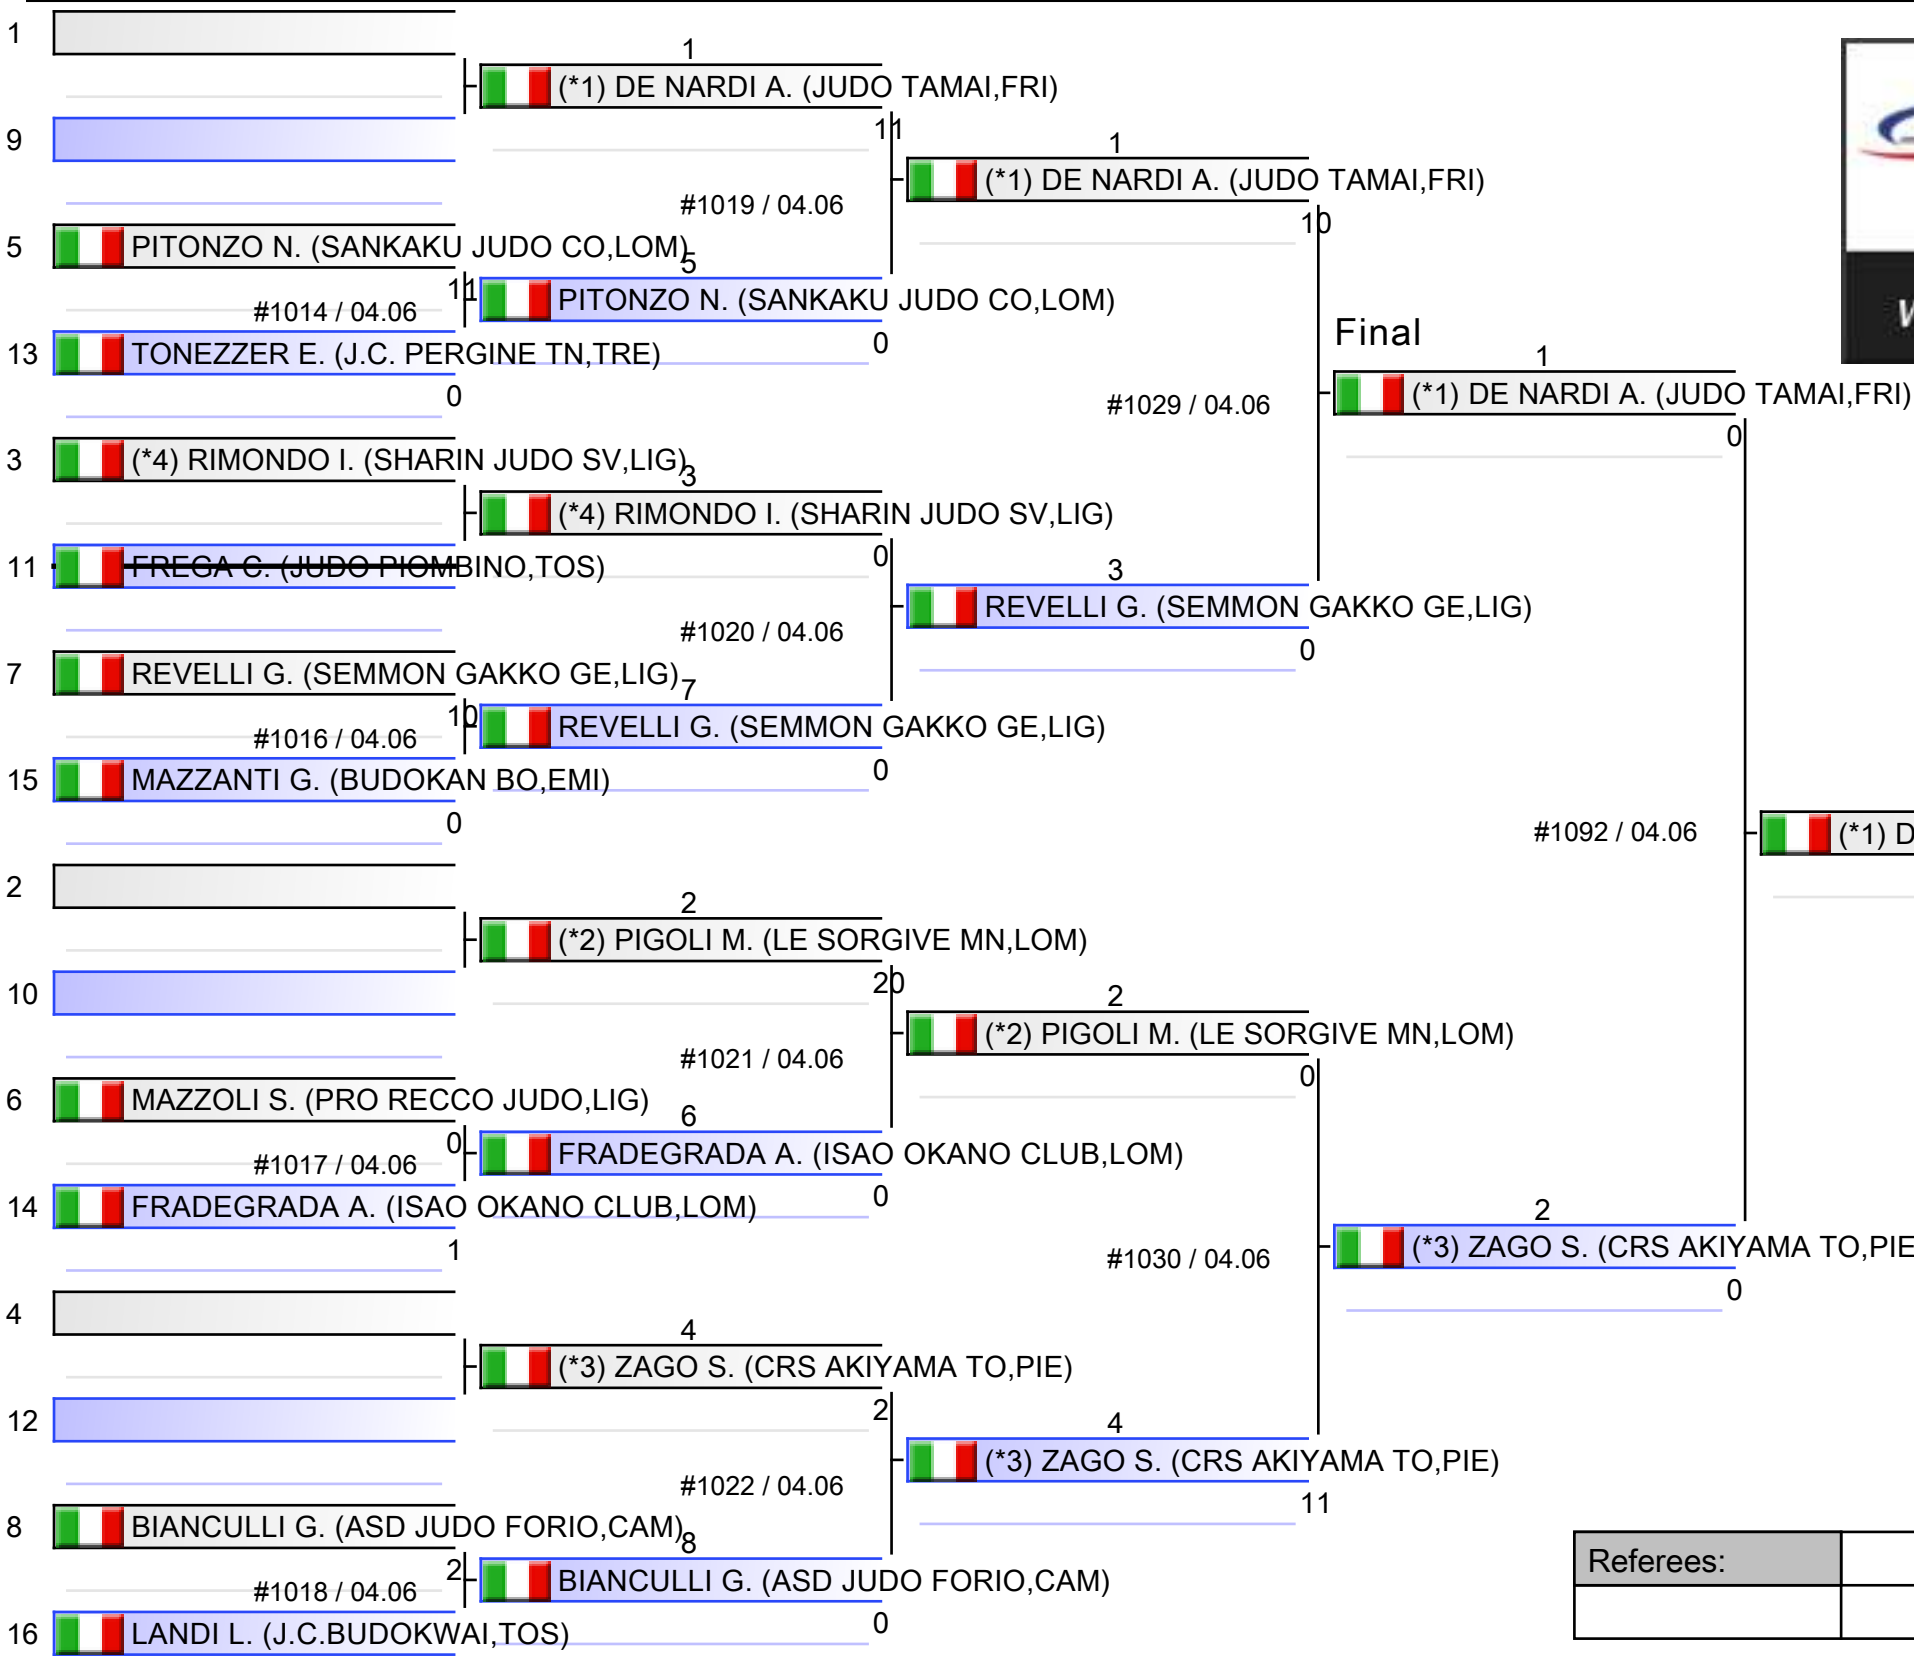 1
1
(*1) DE NARDI A. (JUDO TAMAI,FRI)
11
9
1
(*1) DE NARDI A. (JUDO TAMAI,FRI)
#1019 / 04.06
10
5
PITONZO N. (SANKAKU JUDO CO,LOM)
5
11
PITONZO N. (SANKAKU JUDO CO,LOM)
#1014 / 04.06
0
13
TONEZZER E. (J.C. PERGINE TN,TRE)
0
Final
1
(*1) DE NARDI A. (JUDO TAMAI,FRI)
0
#1029 / 04.06
3
(*4) RIMONDO I. (SHARIN JUDO SV,LIG)
3
(*4) RIMONDO I. (SHARIN JUDO SV,LIG)
0
11
FREGA C. (JUDO PIOMBINO,TOS)
3
REVELLI G. (SEMMON GAKKO GE,LIG)
0
#1020 / 04.06
7
REVELLI G. (SEMMON GAKKO GE,LIG)
7
10
REVELLI G. (SEMMON GAKKO GE,LIG)
#1016 / 04.06
0
15
MAZZANTI G. (BUDOKAN BO,EMI)
0
#1092 / 04.06
(*1) D
2
2
(*2) PIGOLI M. (LE SORGIVE MN,LOM)
20
10
2
(*2) PIGOLI M. (LE SORGIVE MN,LOM)
0
#1021 / 04.06
6
MAZZOLI S. (PRO RECCO JUDO,LIG)
6
0
FRADEGRADA A. (ISAO OKANO CLUB,LOM)
#1017 / 04.06
0
14
FRADEGRADA A. (ISAO OKANO CLUB,LOM)
1
2
(*3) ZAGO S. (CRS AKIYAMA TO,PIE
0
#1030 / 04.06
4
4
(*3) ZAGO S. (CRS AKIYAMA TO,PIE)
2
12
4
(*3) ZAGO S. (CRS AKIYAMA TO,PIE)
11
#1022 / 04.06
8
BIANCULLI G. (ASD JUDO FORIO,CAM)
8
2
BIANCULLI G. (ASD JUDO FORIO,CAM)
#1018 / 04.06
0
16
LANDI L. (J.C.BUDOKWAI,TOS)
Referees: